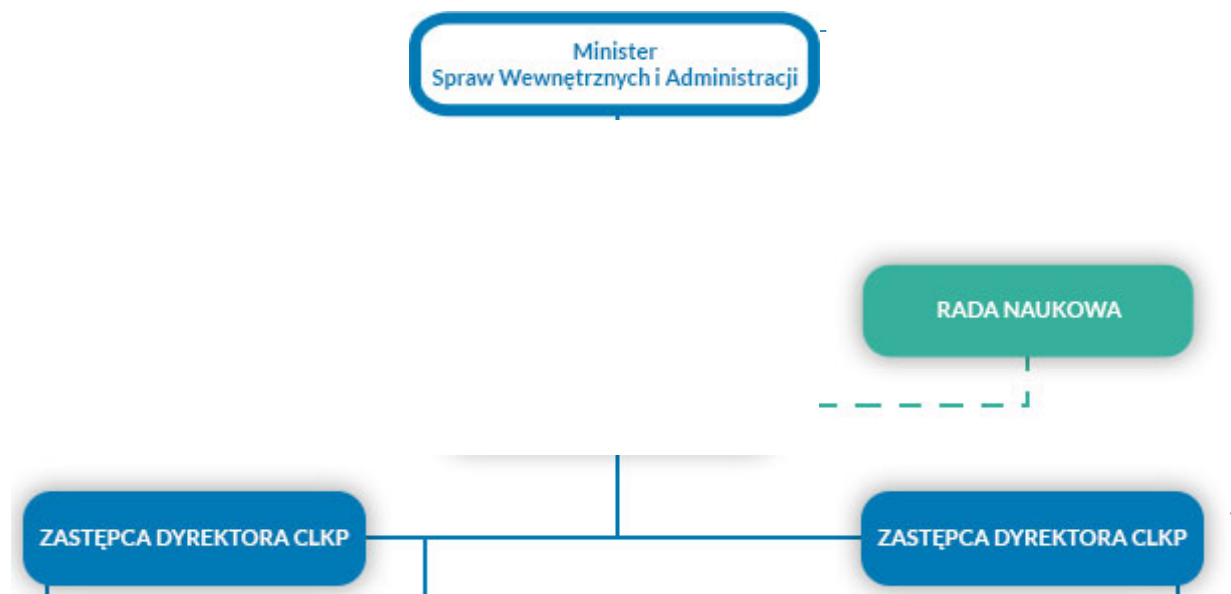 Minister
Spraw Wewnętrznych i Administracji
RADA NAUKOWA
ZASTĘPCA DYREKTORA CLKP
ZASTĘPCA DYREKTORA CLKP